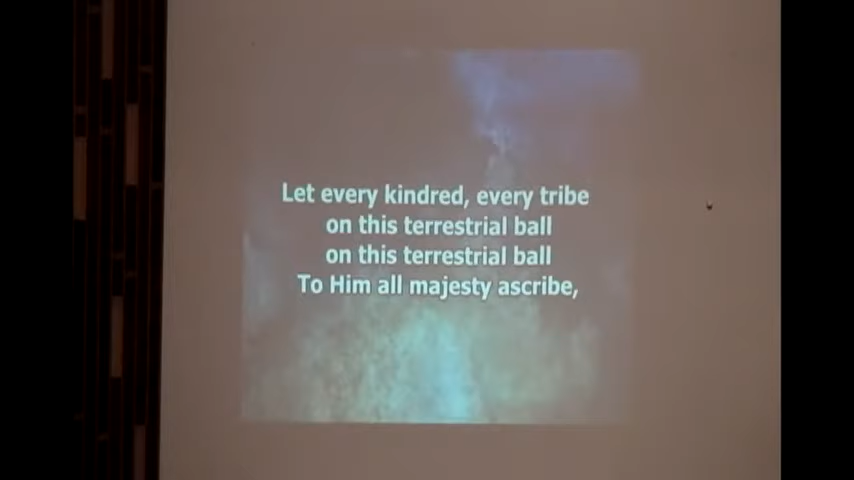 Let every kindred, every tribe
on this terrestrial ball
on this terrestrial ball
To Him all majesty ascribe,